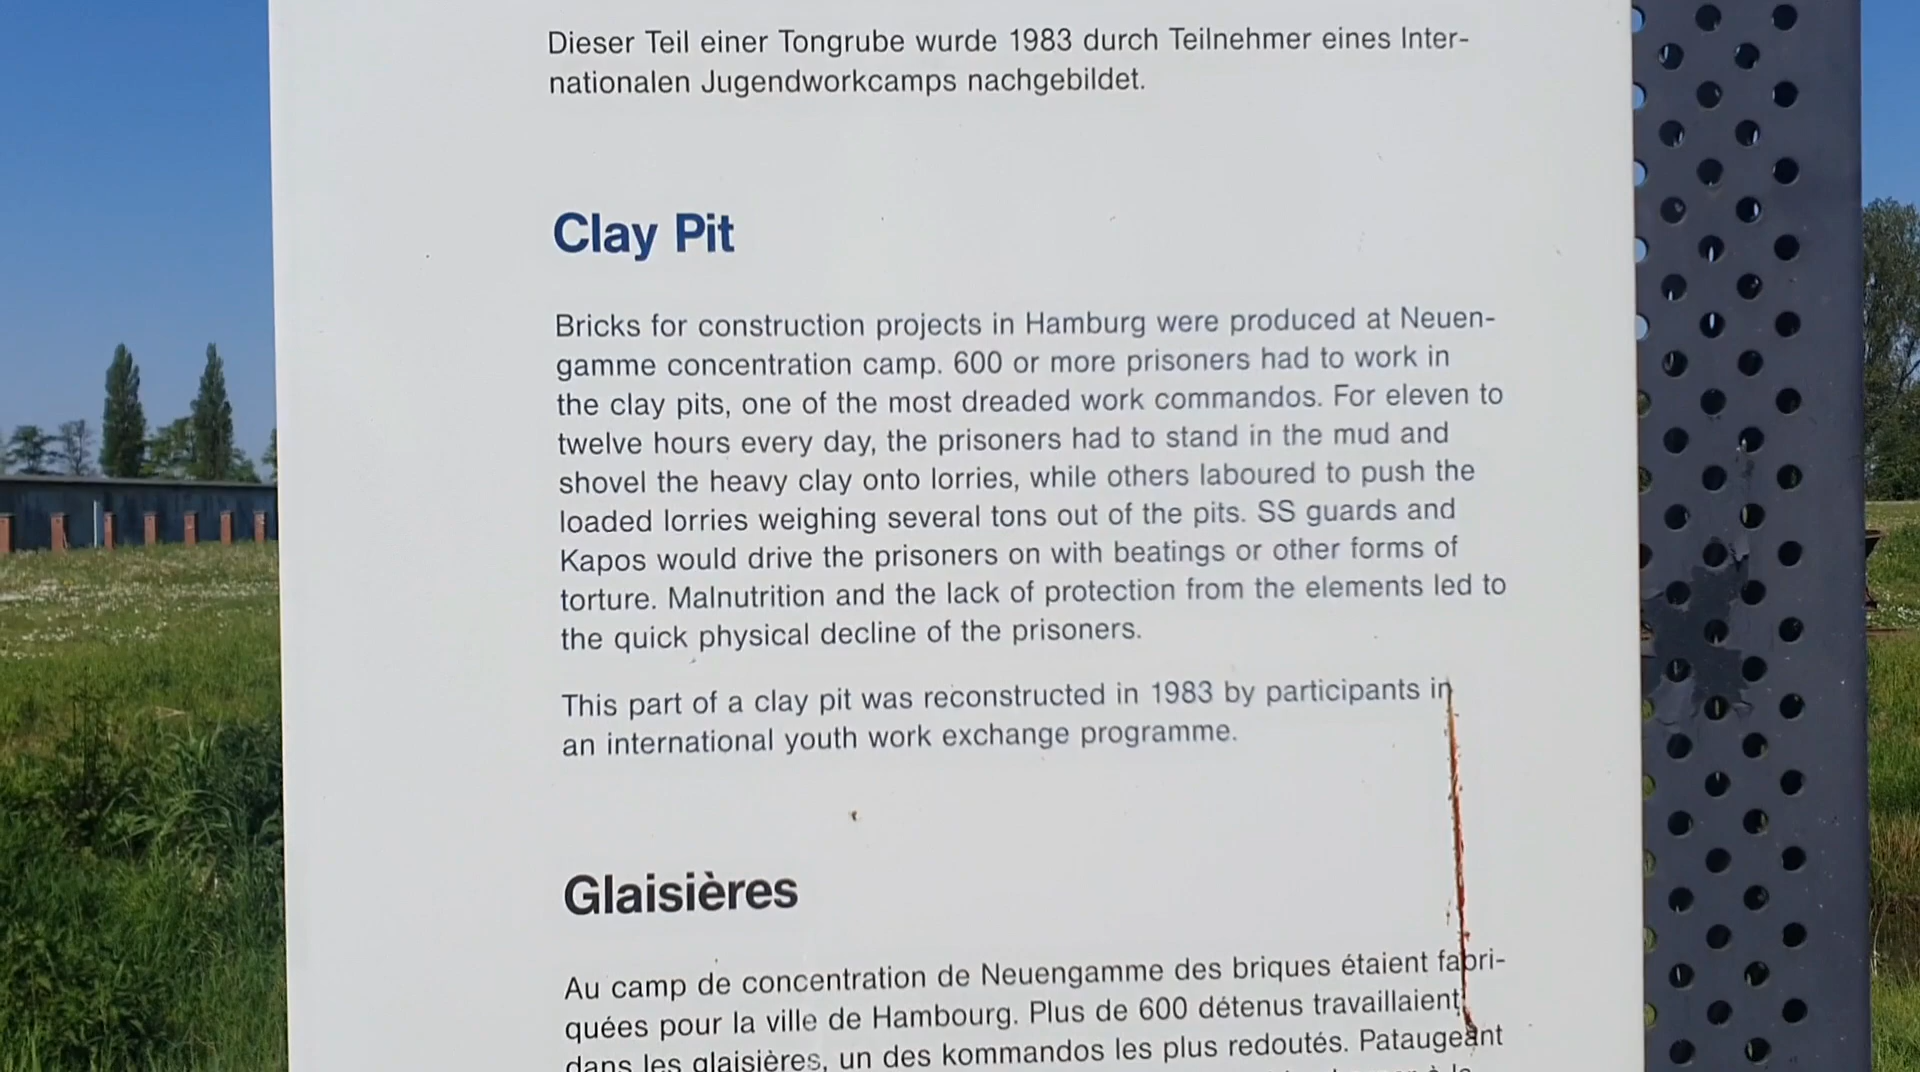 Dieser Teil einer Tongrube wurde 1983 durch Teilnehmer eines Inter-
nationalen Jugendworkcamps nachgebildet.
Clay Pit
Bricks for construction projects in Hamburg were produced at Neuen-
gamme concentration camp. 600 or more prisoners had to work in
the clay pits, one of the most dreaded work commandos. For eleven to
twelve hours every day, the prisoners had to stand in the mud and
shovel the heavy clay onto lorries, while others laboured to push the
loaded lorries weighing several tons out of the pits. SS guards and
Kapos would drive the prisoners on with beatings or other forms of
torture. Malnutrition and the lack of protection from the elements led to
the quick physical decline of the prisoners.
This part of a clay pit was reconstructed in 1983 by participants in
an international youth work exchange programme.
Glaisières
Au camp de concentration de Neuengamme des briques étaient fabri-
quées pour la ville de Hambourg. Plus de 600 détenus travaillaient
dans les glaisières, un des kommandos les plus redoutés. Pataugeant